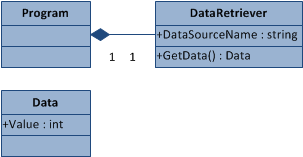 Program
DataRetriever
+DataSourceName : string
+GetData() : Data
1 1
Data
+Value : int